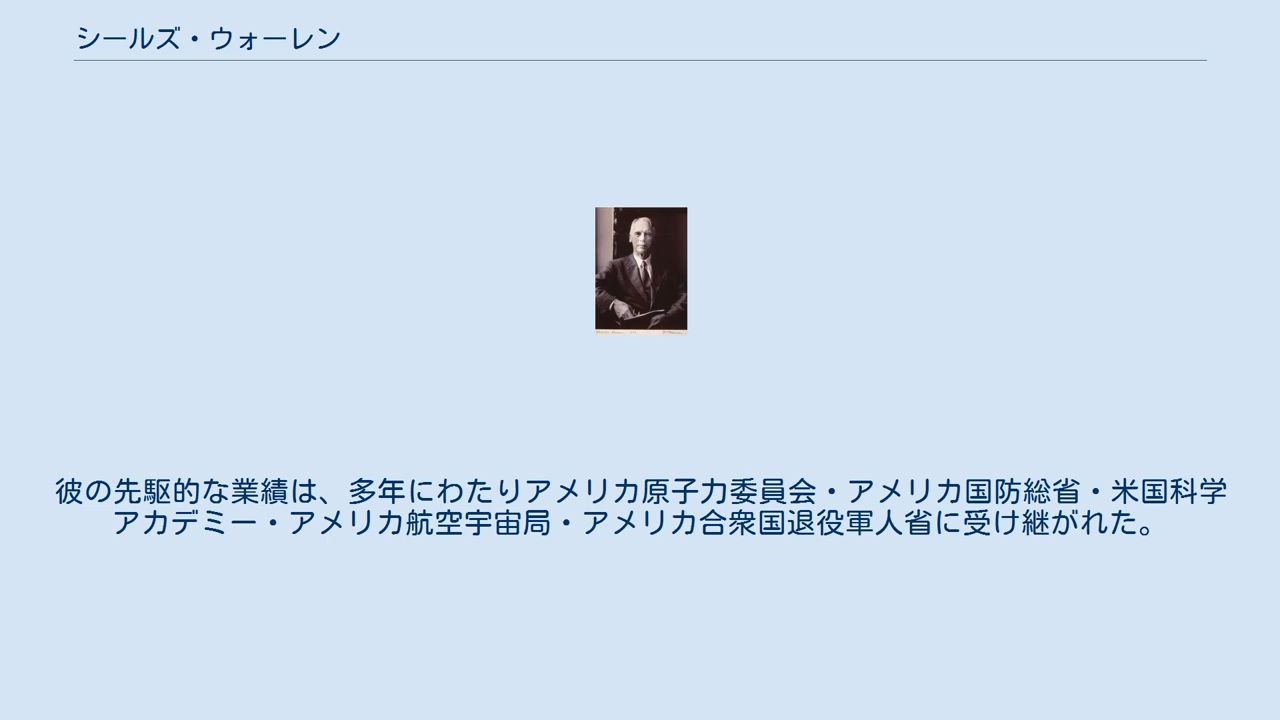 シールズ・ウォーレン
彼の先駆的な業績は、多年にわたりアメリカ原子力委員会・アメリカ国防総省・米国科学
アカデミー・アメリカ航空宇宙局・アメリカ合衆国退役軍人省に受け継がれた。